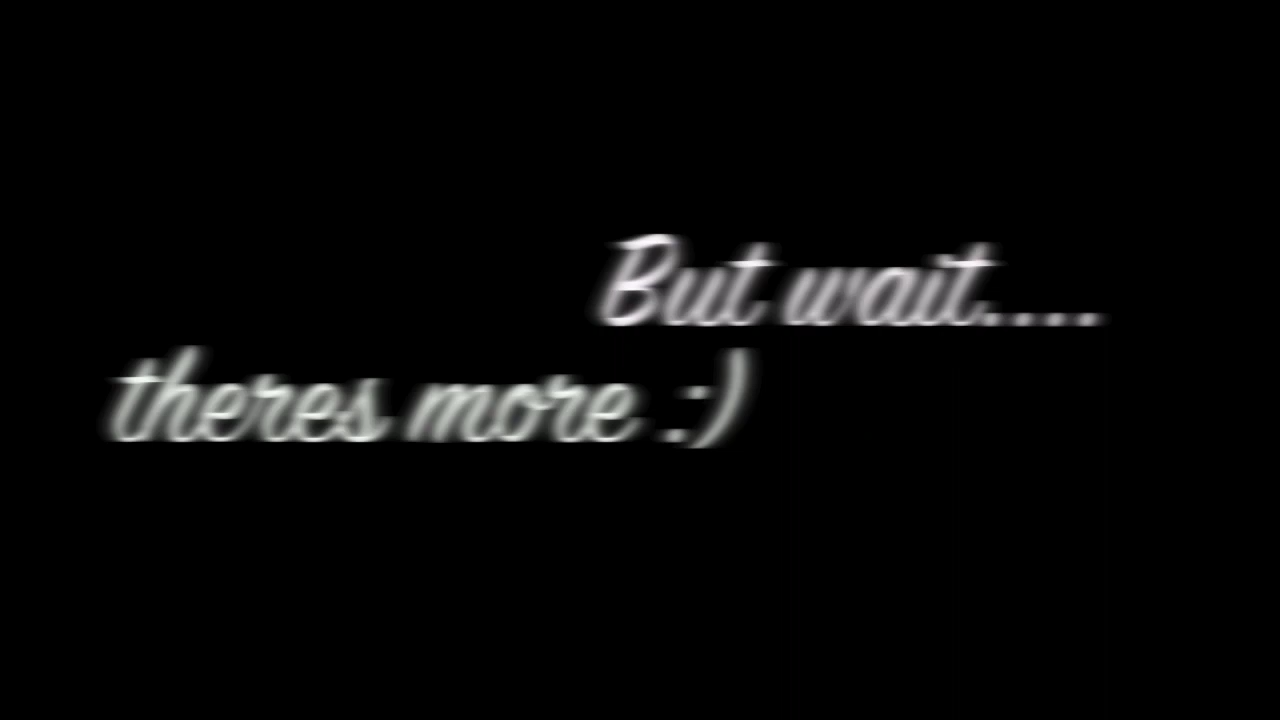 But wait....
theres more :)